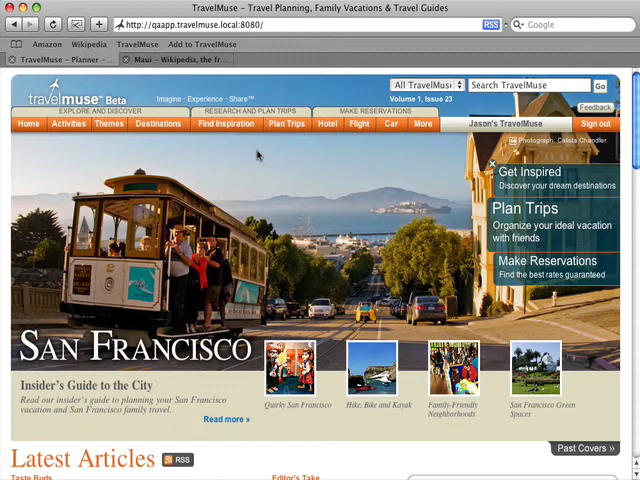 TravelMuse - Travel Planning, Family Vacations & Travel Guides
http://qaapp.travelmuse.local:8080/
RSS
Google
Amazon Wikipedia TravelMuse Add to TravelMuse
TravelMuse - Planner - ...
Maui - Wikipedia, the fr...
travelmuse™ Beta
Imagine · Experience · Share™
All TravelMus
Search TravelMuse
Go
Volume 1, Issue 23
Feedback
EXPLORE AND DISCOVER
RESEARCH AND PLAN TRIPS
MAKE RESERVATIONS
Home Activities Themes Destinations Find Inspiration Plan Trips Hotel Flight Car More
Jason's TravelMuse
Sign out
Photograph: Calista Chandler
Get Inspired
Discover your dream destinations
Plan Trips
Organize your ideal vacation
with friends
Make Reservations
Find the best rates guaranteed
SAN FRANCISCO
Insider's Guide to the City
Read our insider's guide to planning your San Francisco
vacation and San Francisco family travel.
Read more »
Quirky San Francisco
Hike, Bike and Kayak
Family-Friendly
Neighborhoods
San Francisco Green
Spaces
Past Covers ››
Latest Articles
RSS
Taste Buds
Editor's Take